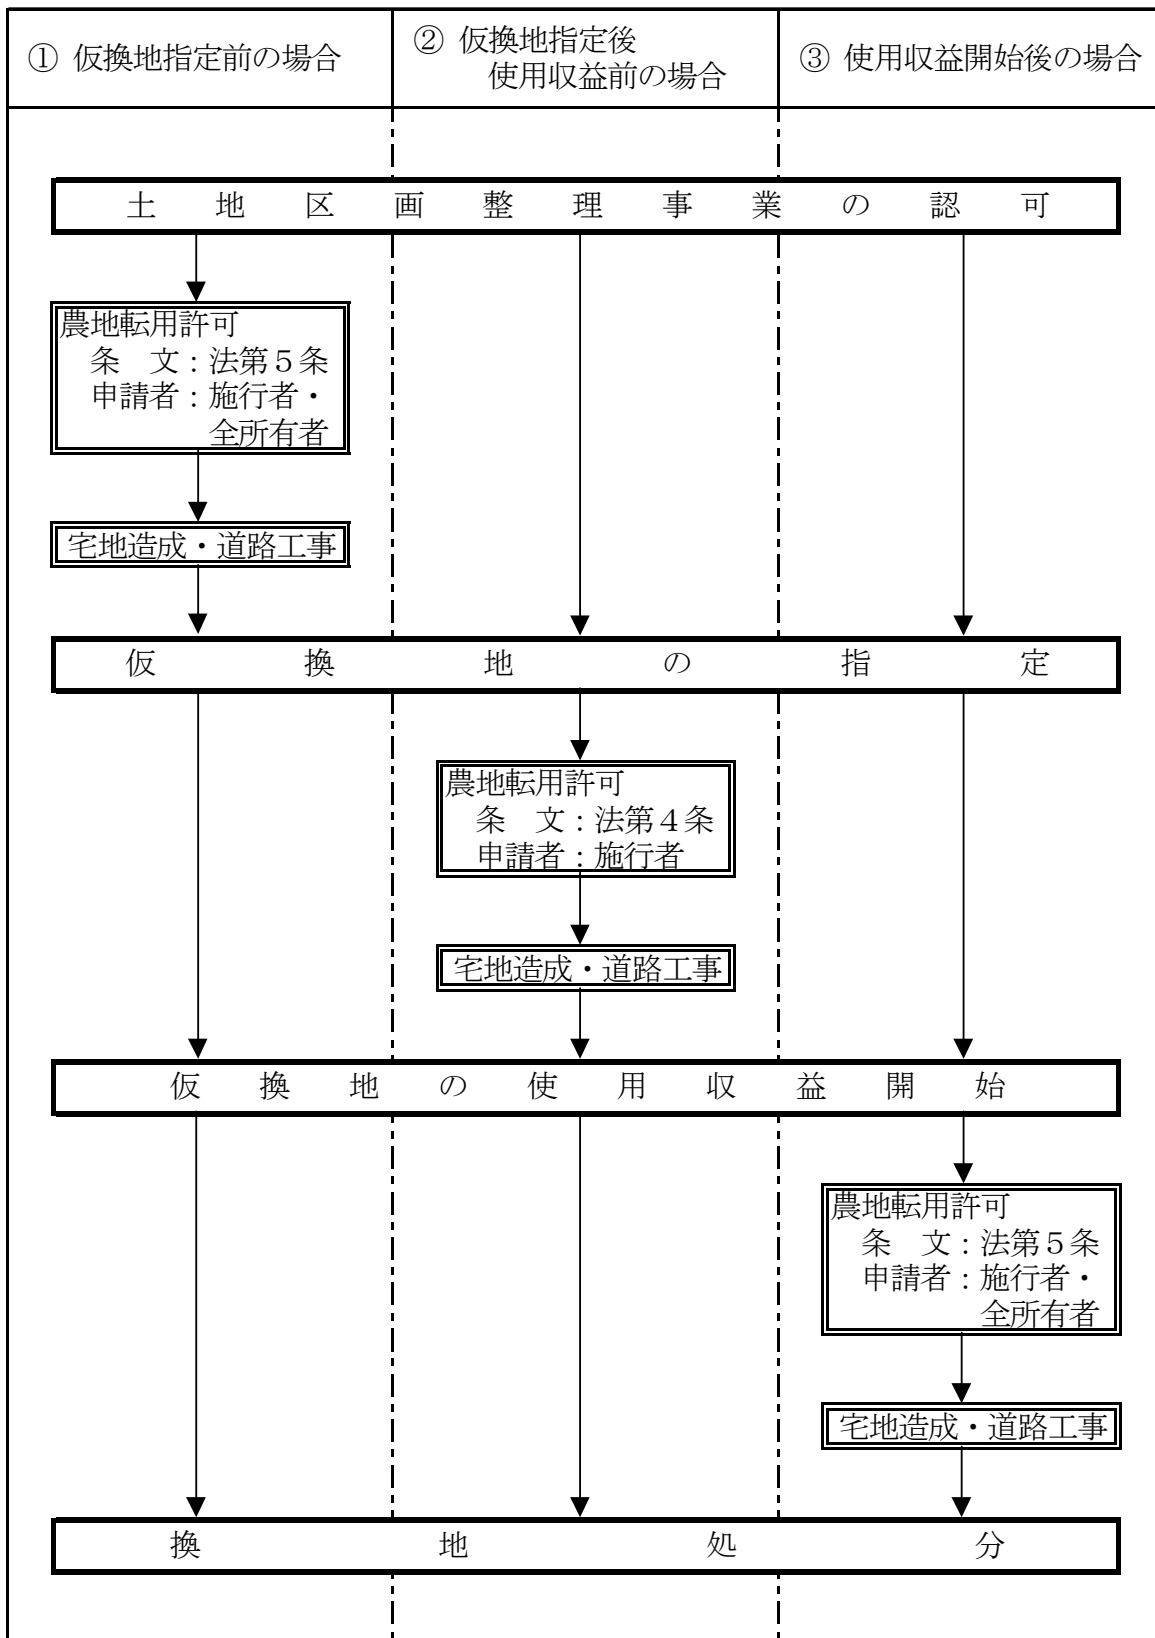 ① 仮換地指定前の場合
② 仮換地指定後
使用収益前の場合
③ 使用収益開始後の場合
土地区画整理事業の認可
農地転用許可
条　文：法第５条
申請者：施行者・
全所有者
宅地造成・道路工事
仮換地の指定
農地転用許可
条　文：法第４条
申請者：施行者
宅地造成・道路工事
仮換地の使用収益開始
農地転用許可
条　文：法第５条
申請者：施行者・
全所有者
宅地造成・道路工事
換地処分